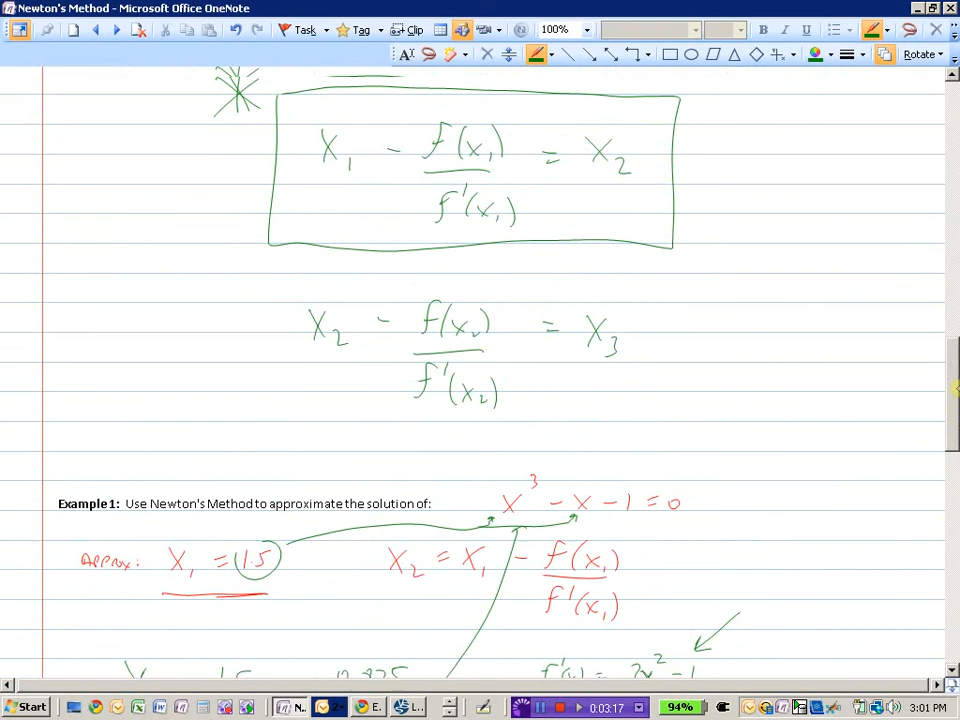 Newton's Method - Microsoft Office OneNote
Task Tag Clip 100% B I U
A Rotate
X₁ - f(x₁)/f'(x₁) = X₂
X₂ - f(x₂)/f'(x₂) = X₃
Example 1: Use Newton's Method to approximate the solution of: x³ - x - 1 = 0
Approx: X₁ = 1.5 X₂ = X₁ - f(x₁)/f'(x₁)
Start N... 2 E... L... 0:03:17 94% 3:01 PM